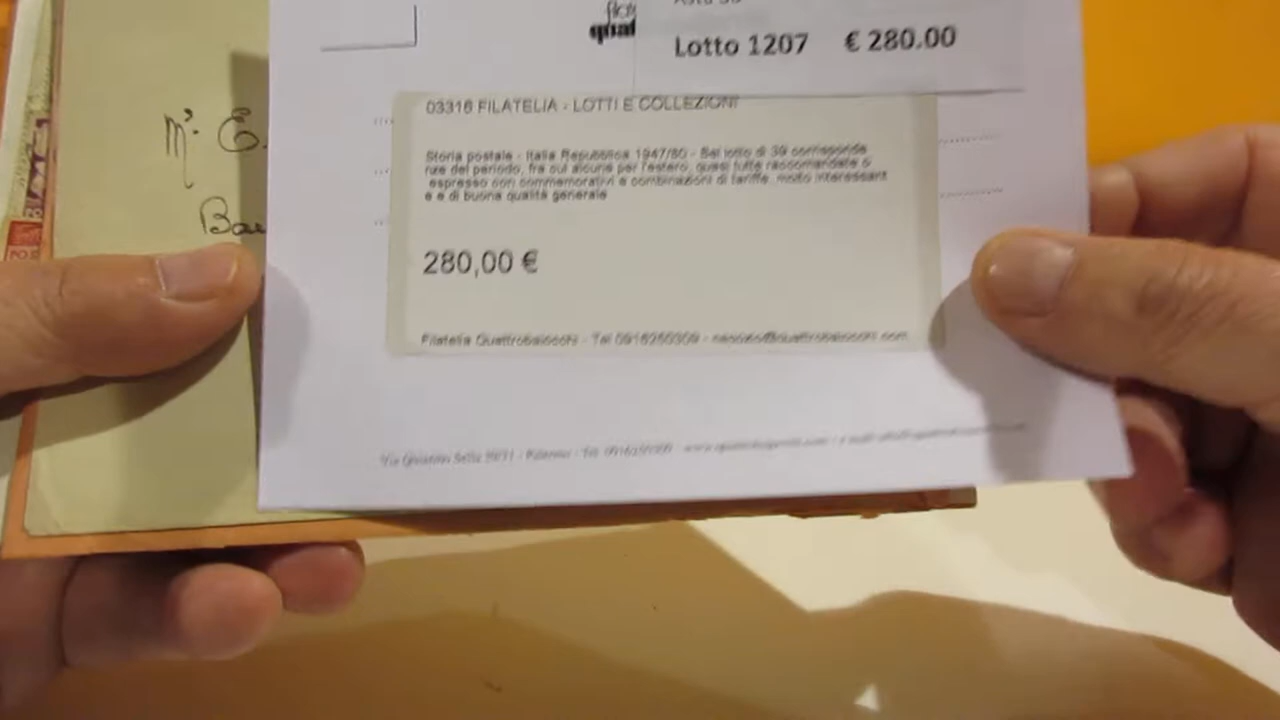 Lotto 1207 € 280.00
03316 FILATELIA - LOTTI E COLLEZIONI
Storia postale - Italia Repubblica 1947/80 - Bel lotto di 39 corrisponde
nze del periodo, fra cui alcune per l'estero, quasi tutte raccomandate o
espresso con commemorativi e combinazioni di tariffe, molto interessant
e e di buona qualità generale
280,00 €
Filatelia Quattrobaiocchi - Tel 0916250309 -
M.r E.